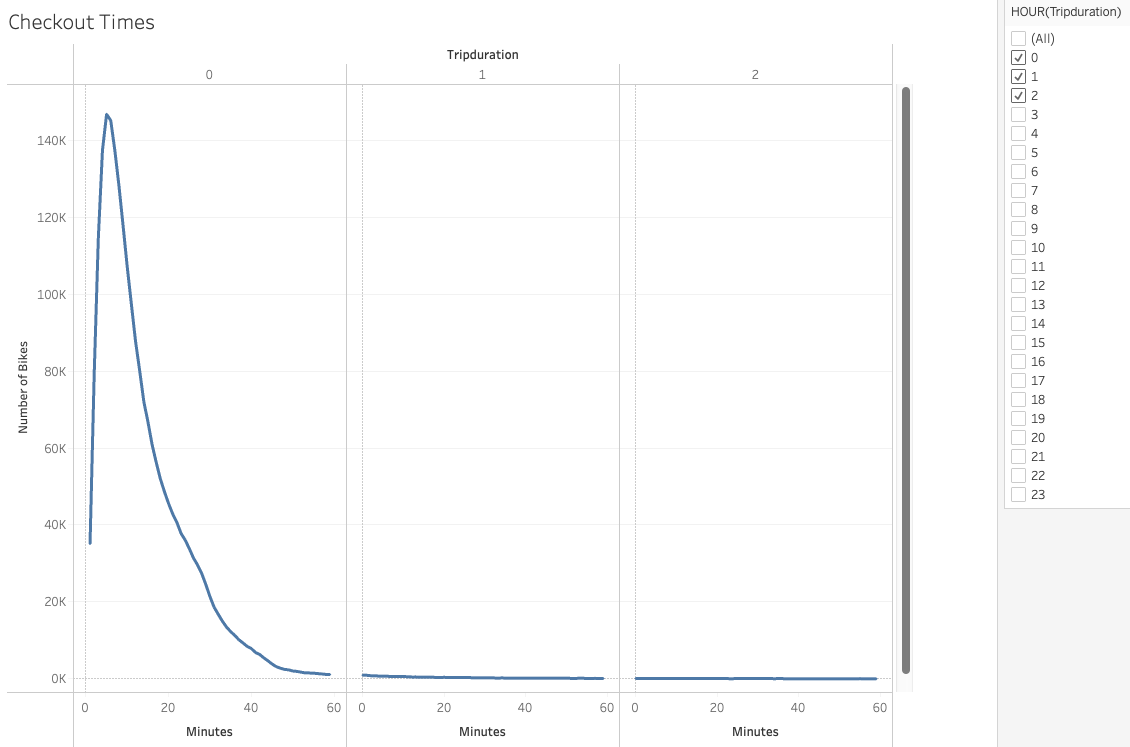 Checkout Times
HOUR(Tripduration)
(All)
0
1
2
3
4
5
6
7
8
9
10
11
12
13
14
15
16
17
18
19
20
21
22
23
Tripduration
0 1 2
Number of Bikes
140K
120K
100K
80K
60K
40K
20K
0K
0 20 40 60 0 20 40 60 0 20 40 60
Minutes Minutes Minutes